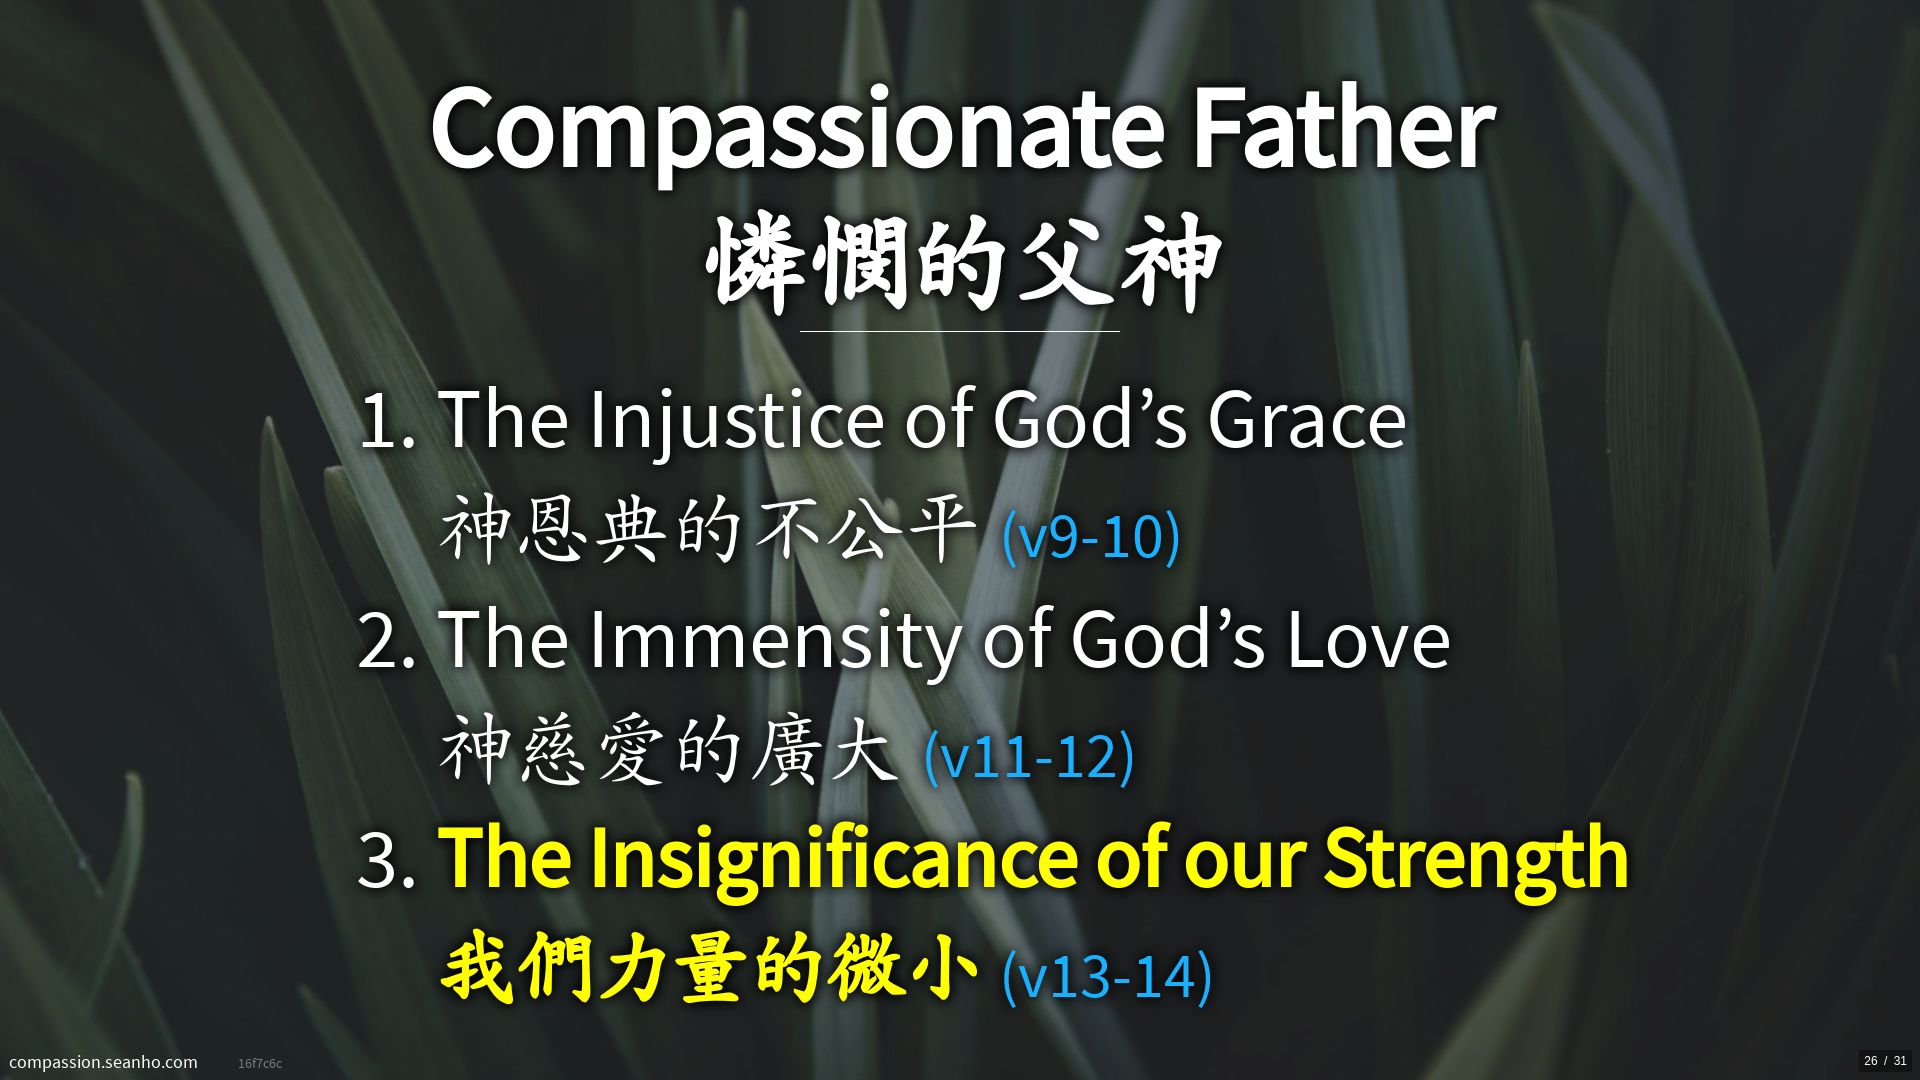 Compassionate Father
憐憫的父神
1. The Injustice of God’s Grace
神恩典的不公平 (v9-10)
2. The Immensity of God’s Love
神慈愛的廣大 (v11-12)
3. The Insignificance of our Strength
我們力量的微小 (v13-14)
compassion.seanho.com 16f7c6c
26 / 31